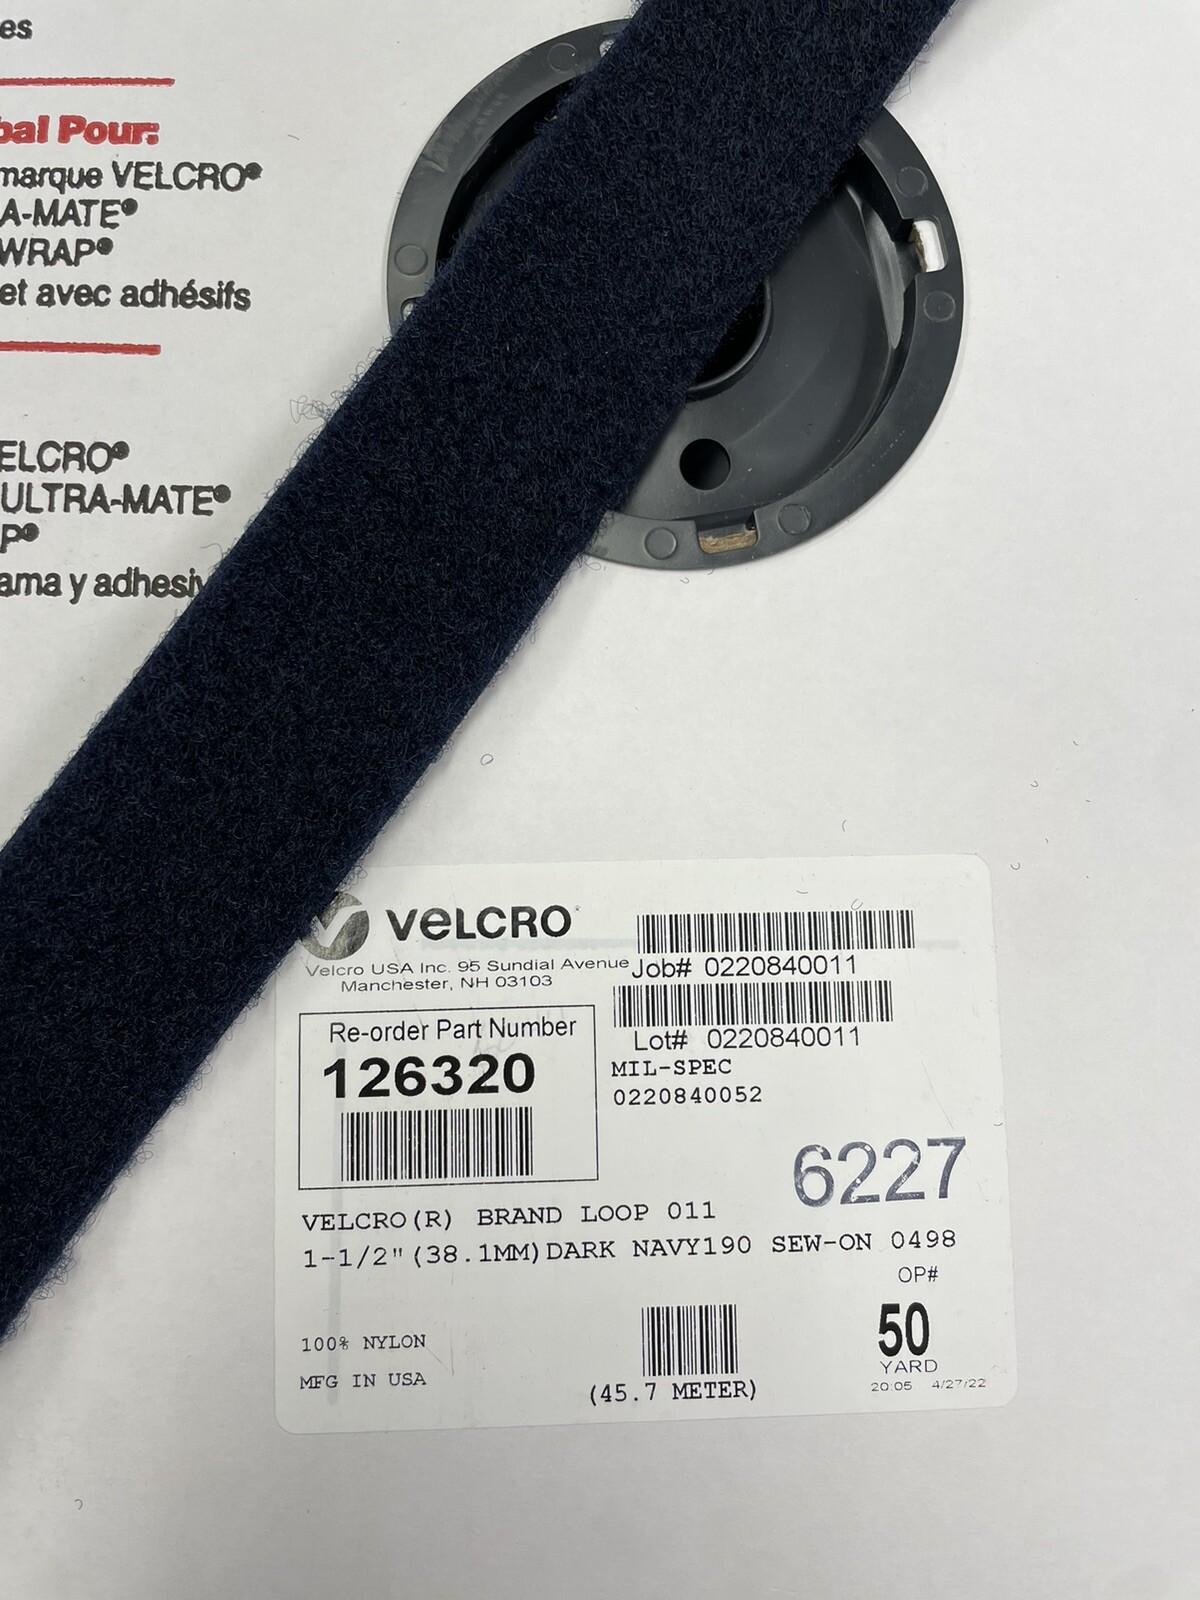 es
bal Pour:
marque VELCRO®
A-MATE®
WRAP®
et avec adhésifs
ELCRO®
ULTRA-MATE®
P®
ama y adhesiv
VELCRO
Velcro USA Inc. 95 Sundial Avenue
Manchester, NH 03103
Job# 0220840011
Lot# 0220840011
Re-order Part Number
126320
MIL-SPEC
0220840052
6227
VELCRO(R) BRAND LOOP 011
1-1/2"(38.1MM)DARK NAVY190 SEW-ON 0498
OP#
100% NYLON
MFG IN USA
(45.7 METER)
50
YARD
20:05 4/27/22